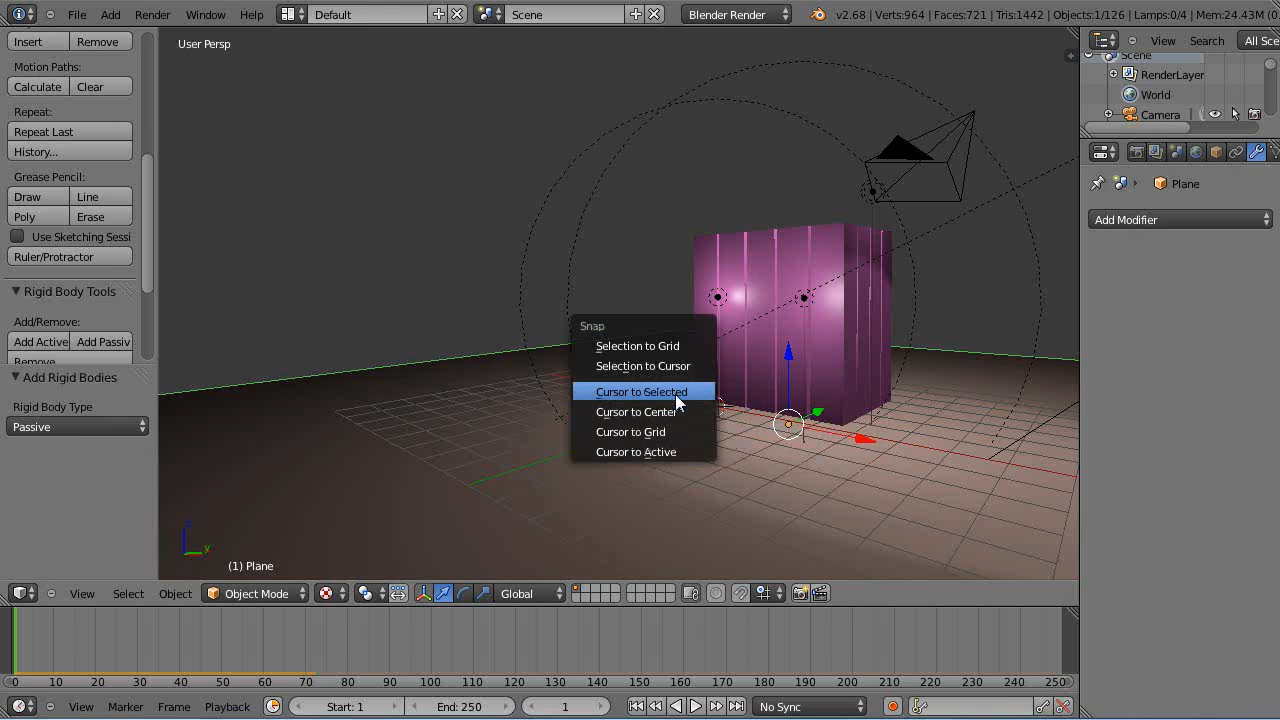 File Add Render Window Help Default Scene Blender Render v2.68 | Verts:964 | Faces:721 | Tris:1442 | Objects:1/126 | Lamps:0/4 | Mem:24.43M
Insert Remove
Motion Paths:
Calculate Clear
Repeat:
Repeat Last
History...
Grease Pencil:
Draw Line
Poly Erase
Use Sketching Sessi
Ruler/Protractor
Rigid Body Tools
Add/Remove:
Add Active Add Passiv
Remove
Add Rigid Bodies
Rigid Body Type
Passive
User Persp
Snap
Selection to Grid
Selection to Cursor
Cursor to Selected
Cursor to Center
Cursor to Grid
Cursor to Active
z
y
(1) Plane
View Search All Sce
Scene
RenderLayer
World
Camera
Plane
Add Modifier
View Select Object Object Mode Global
0 10 20 30 40 50 60 70 80 90 100 110 120 130 140 150 160 170 180 190 200 210 220 230 240 250
View Marker Frame Playback Start: 1 End: 250 1 No Sync